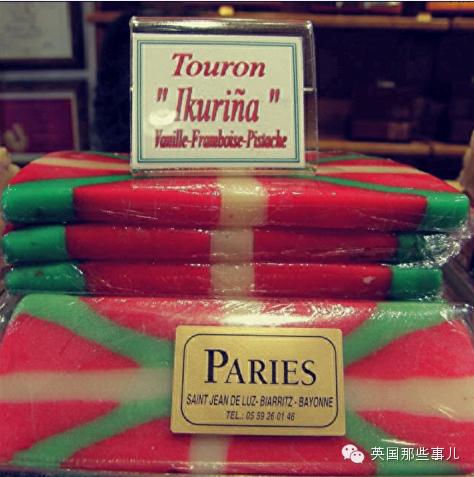 Touron
" Ikuriña "
Vanille-Framboise-Pistache
PARIES
SAINT JEAN DE LUZ- BIARRITZ - BAYONNE
TEL.: 05 59 26 01 46
英国那些事儿